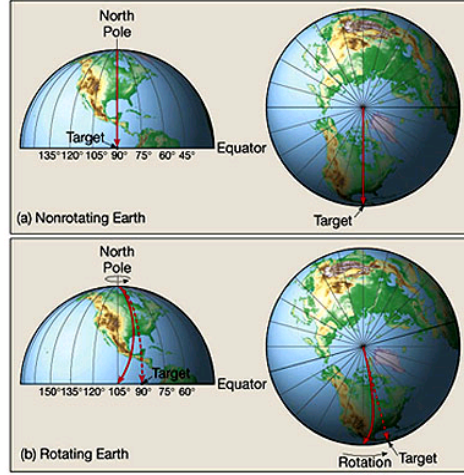 North
Pole
Target
135° 120° 105° 90° 75° 60° 45°
Equator
(a) Nonrotating Earth
Target
North
Pole
Target
150° 135° 120° 105° 90° 75° 60°
Equator
(b) Rotating Earth
Rotation
Target